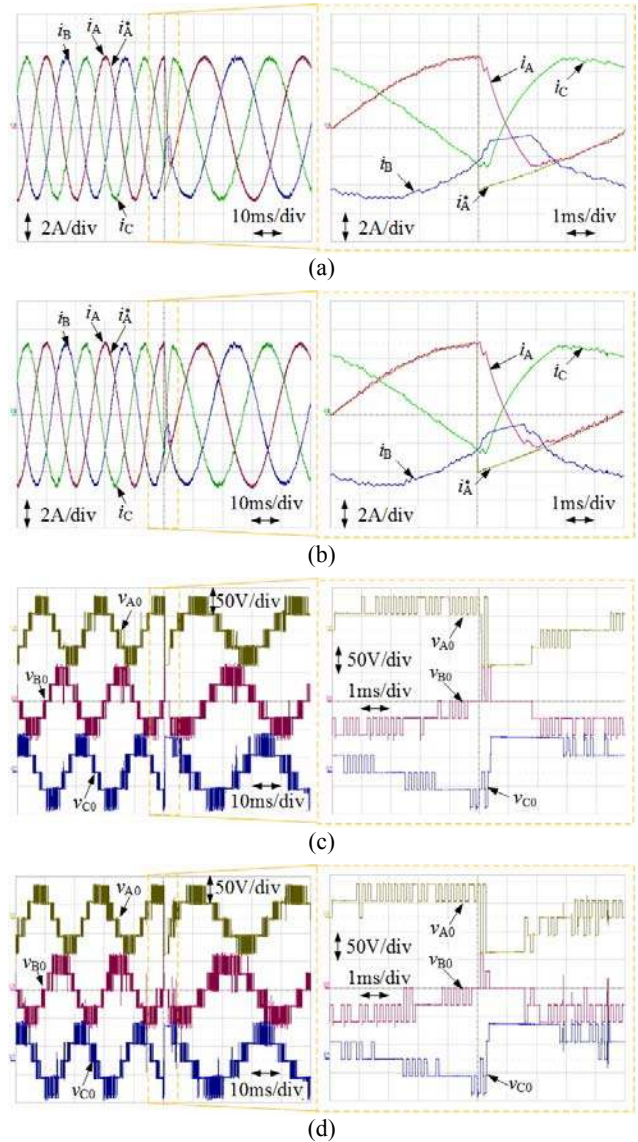 iB iA i*A
2A/div
iC
10ms/div
iA
iC
iB
i*A
2A/div
1ms/div
(a)
iB iA i*A
2A/div
iC
10ms/div
iA
iC
iB
i*A
2A/div
1ms/div
(b)
vA0
50V/div
vB0
vC0
10ms/div
vA0
50V/div
vB0
1ms/div
vC0
(c)
vA0
50V/div
vB0
vC0
10ms/div
vA0
50V/div
vB0
1ms/div
vC0
(d)